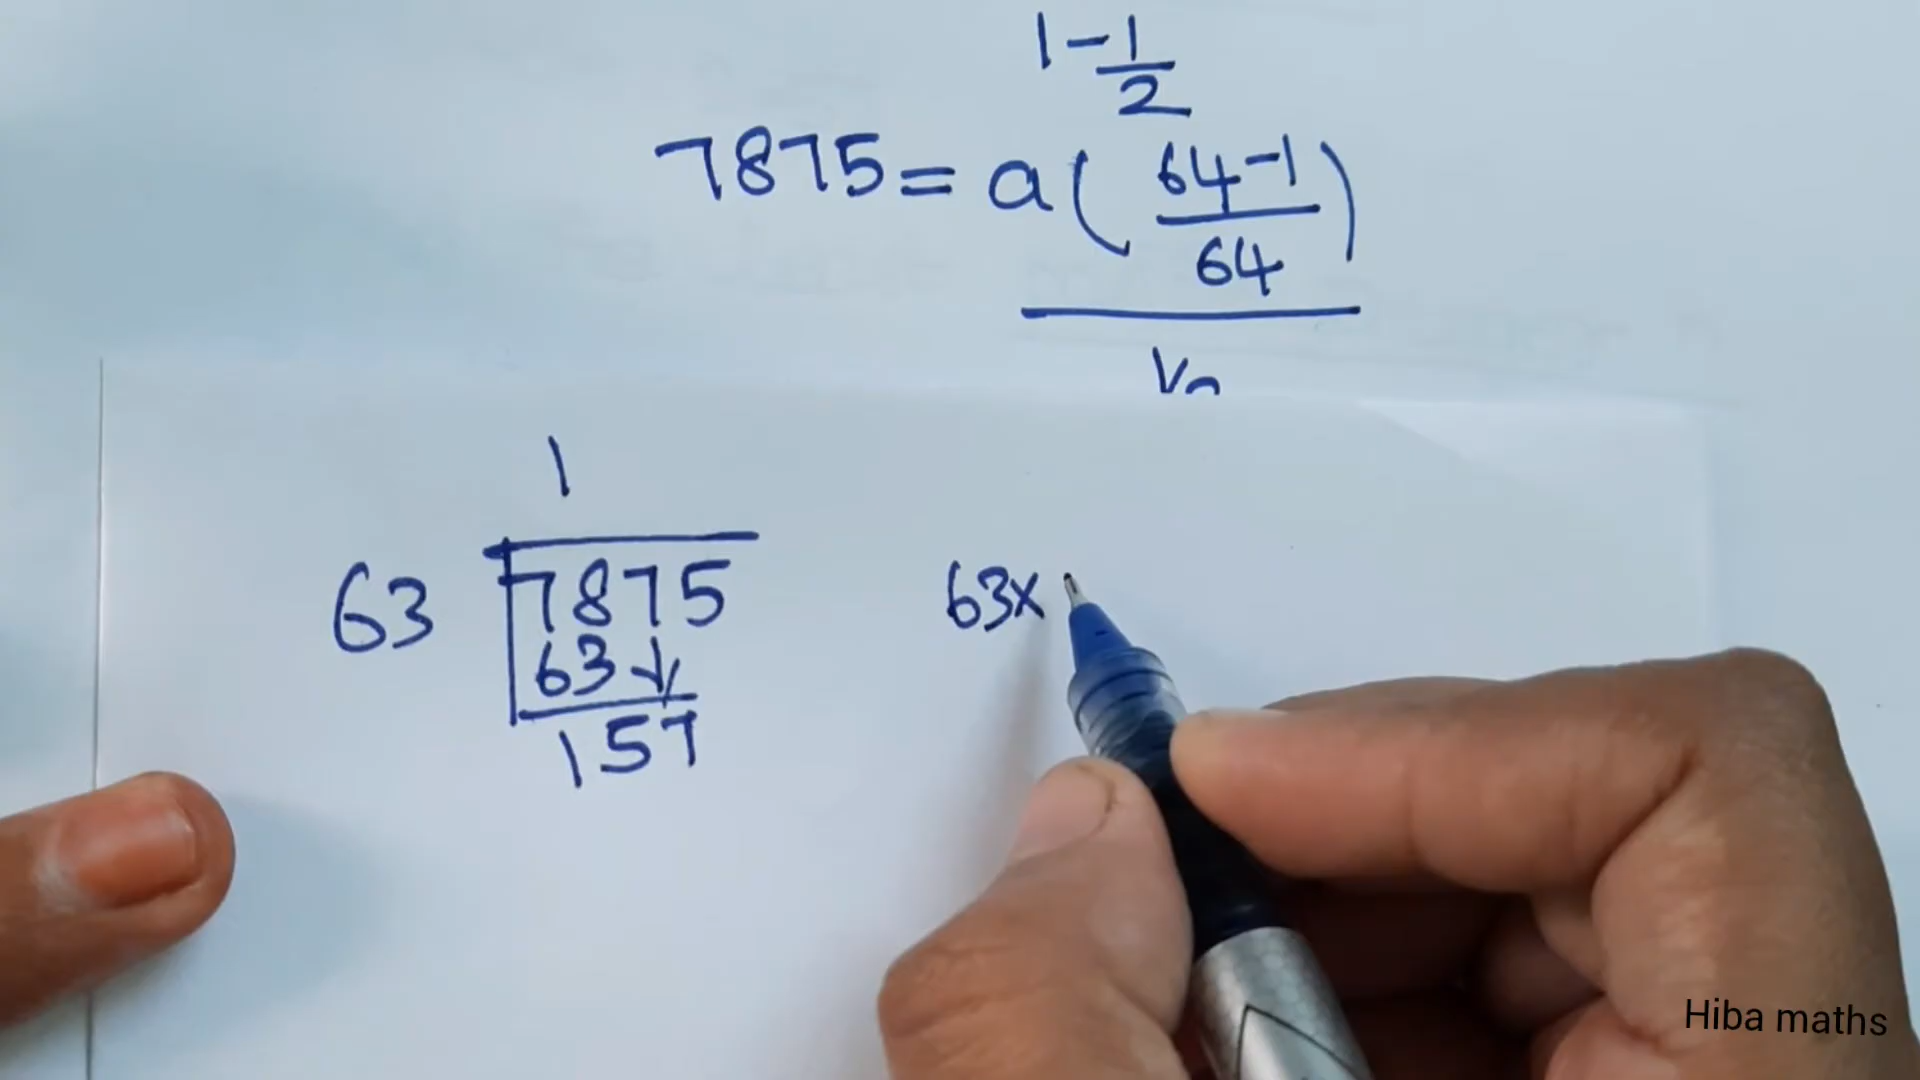 1 - 1/2
7875 = a ( 64 - 1 / 64 )
1
63 7875
63x
63 ↓
157
Hiba maths